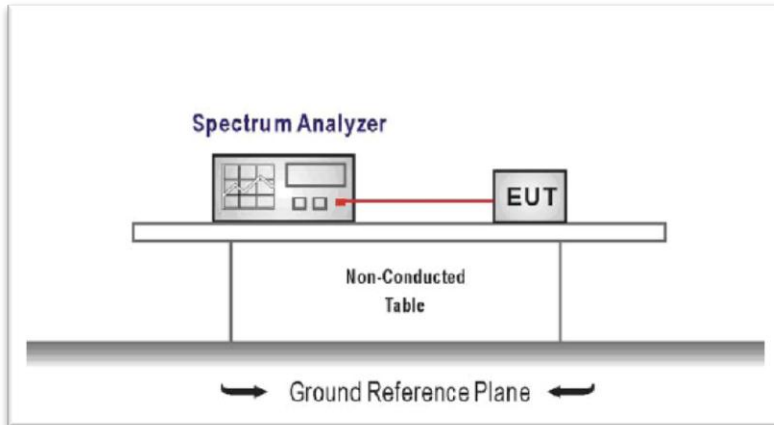 Spectrum Analyzer
EUT
Non-Conducted
Table
Ground Reference Plane